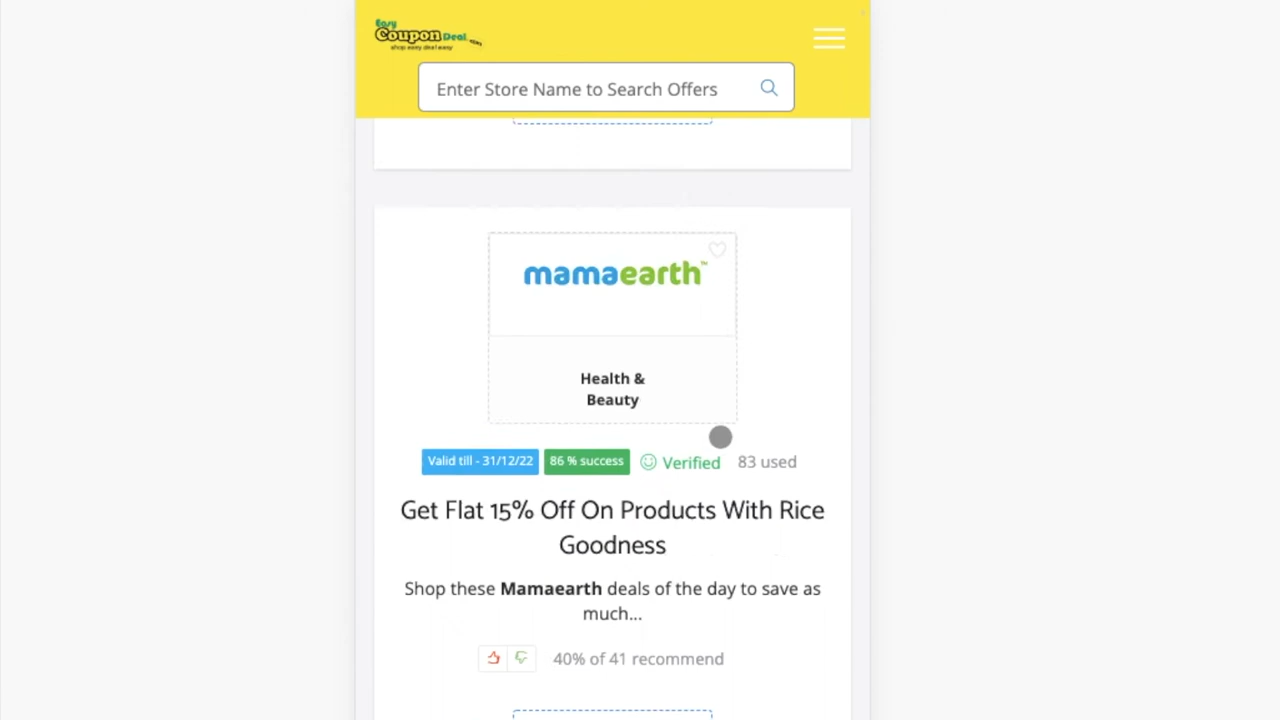 Easy
Coupon Deal .com
shop easy deal easy
Enter Store Name to Search Offers
mamaearth™
Health &
Beauty
Valid till - 31/12/22 86 % success Verified 83 used
Get Flat 15% Off On Products With Rice
Goodness
Shop these Mamaearth deals of the day to save as
much...
40% of 41 recommend